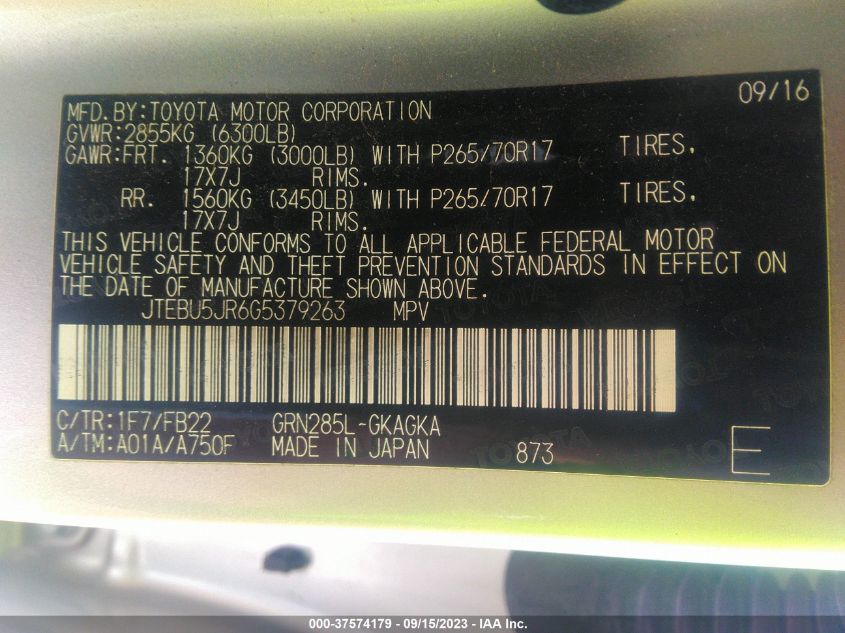 09/16
MFD.BY:TOYOTA MOTOR CORPORATION
GVWR:2855KG (6300LB)
GAWR:FRT. 1360KG (3000LB) WITH P265/70R17 TIRES,
17X7J RIMS.
RR. 1560KG (3450LB) WITH P265/70R17 TIRES,
17X7J RIMS.
THIS VEHICLE CONFORMS TO ALL APPLICABLE FEDERAL MOTOR
VEHICLE SAFETY AND THEFT PREVENTION STANDARDS IN EFFECT ON
THE DATE OF MANUFACTURE SHOWN ABOVE.
JTEBU5JR6G5379263 MPV
C/TR:1F7/FB22 GRN285L-GKAGKA
A/TM:A01A/A750F MADE IN JAPAN 873 E
000-37574179 - 09/15/2023 - IAA Inc.